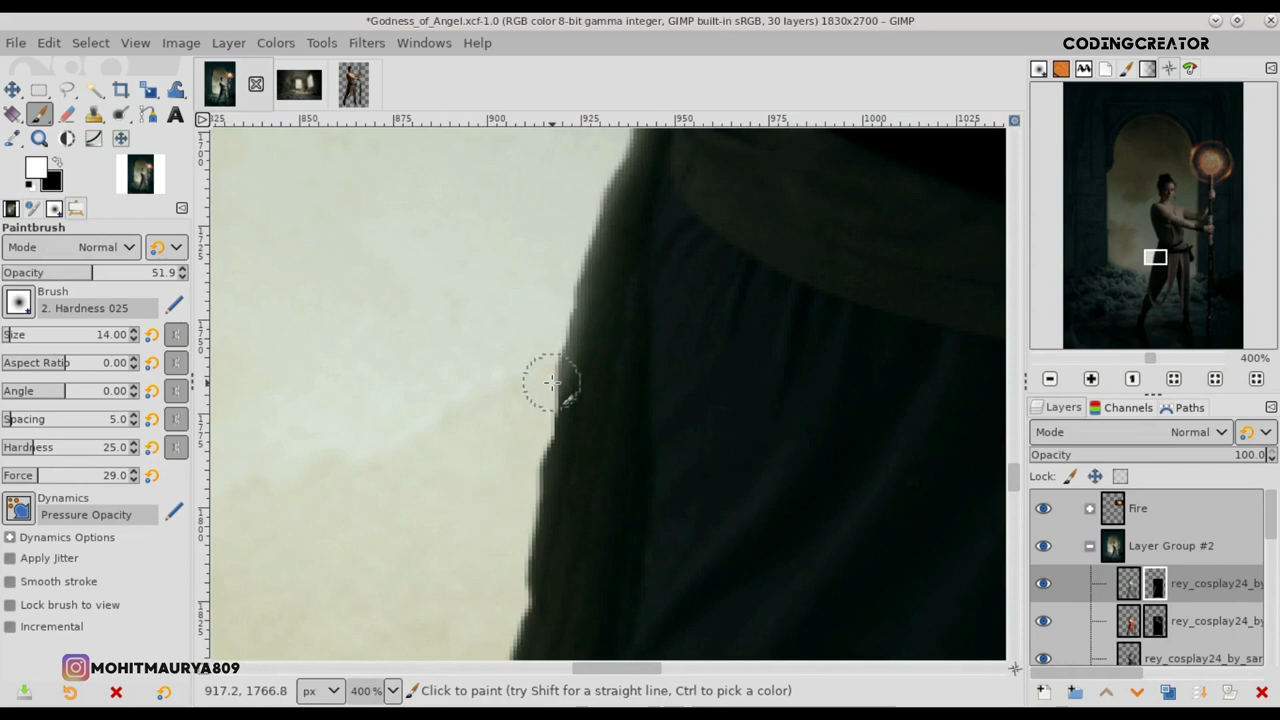 *Godness_of_Angel.xcf-1.0 (RGB color 8-bit gamma integer, GIMP built-in sRGB, 30 layers) 1830x2700 – GIMP
File Edit Select View Image Layer Colors Tools Filters Windows Help
CODINGCREATOR
825 850 875 900 925 950 975 1000 1025
1700
1725
1750
1775
1800
1825
Paintbrush
Mode Normal
Opacity 51.9
Brush
2. Hardness 025
Size 14.00
Aspect Ratio 0.00
Angle 0.00
Spacing 5.0
Hardness 25.0
Force 29.0
Dynamics
Pressure Opacity
Dynamics Options
Apply Jitter
Smooth stroke
Lock brush to view
Incremental
MOHITMAURYA809
917.2, 1766.8 px 400% Click to paint (try Shift for a straight line, Ctrl to pick a color)
400%
Layers Channels Paths
Mode Normal
Opacity 100.0
Lock:
Fire
Layer Group #2
rey_cosplay24_by
rey_cosplay24_by
rey_cosplay24_by_sar